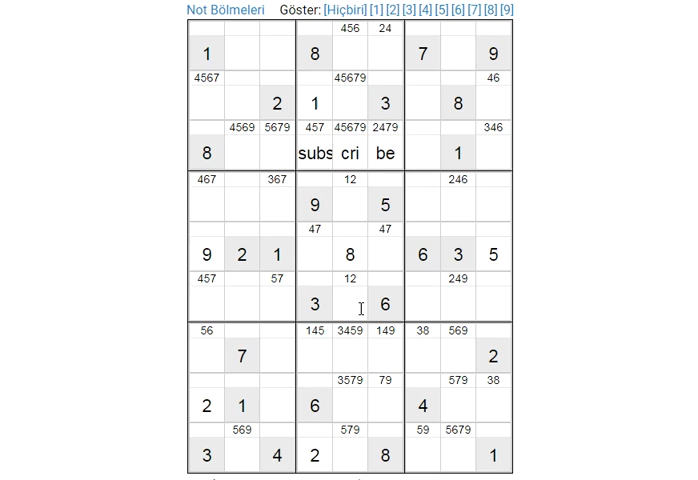 Not Bölmeleri Göster: [Hiçbiri] [1] [2] [3] [4] [5] [6] [7] [8] [9]
456 24
1 8 7 9
4567 45679 46
2 1 3 8
4569 5679 457 45679 2479 346
8 subs cri be 1
467 367 12 246
9 5
47 47
9 2 1 8 6 3 5
457 57 12 249
3 6
56 145 3459 149 38 569
7 2
3579 79 579 38
2 1 6 4
569 579 59 5679
3 4 2 8 1